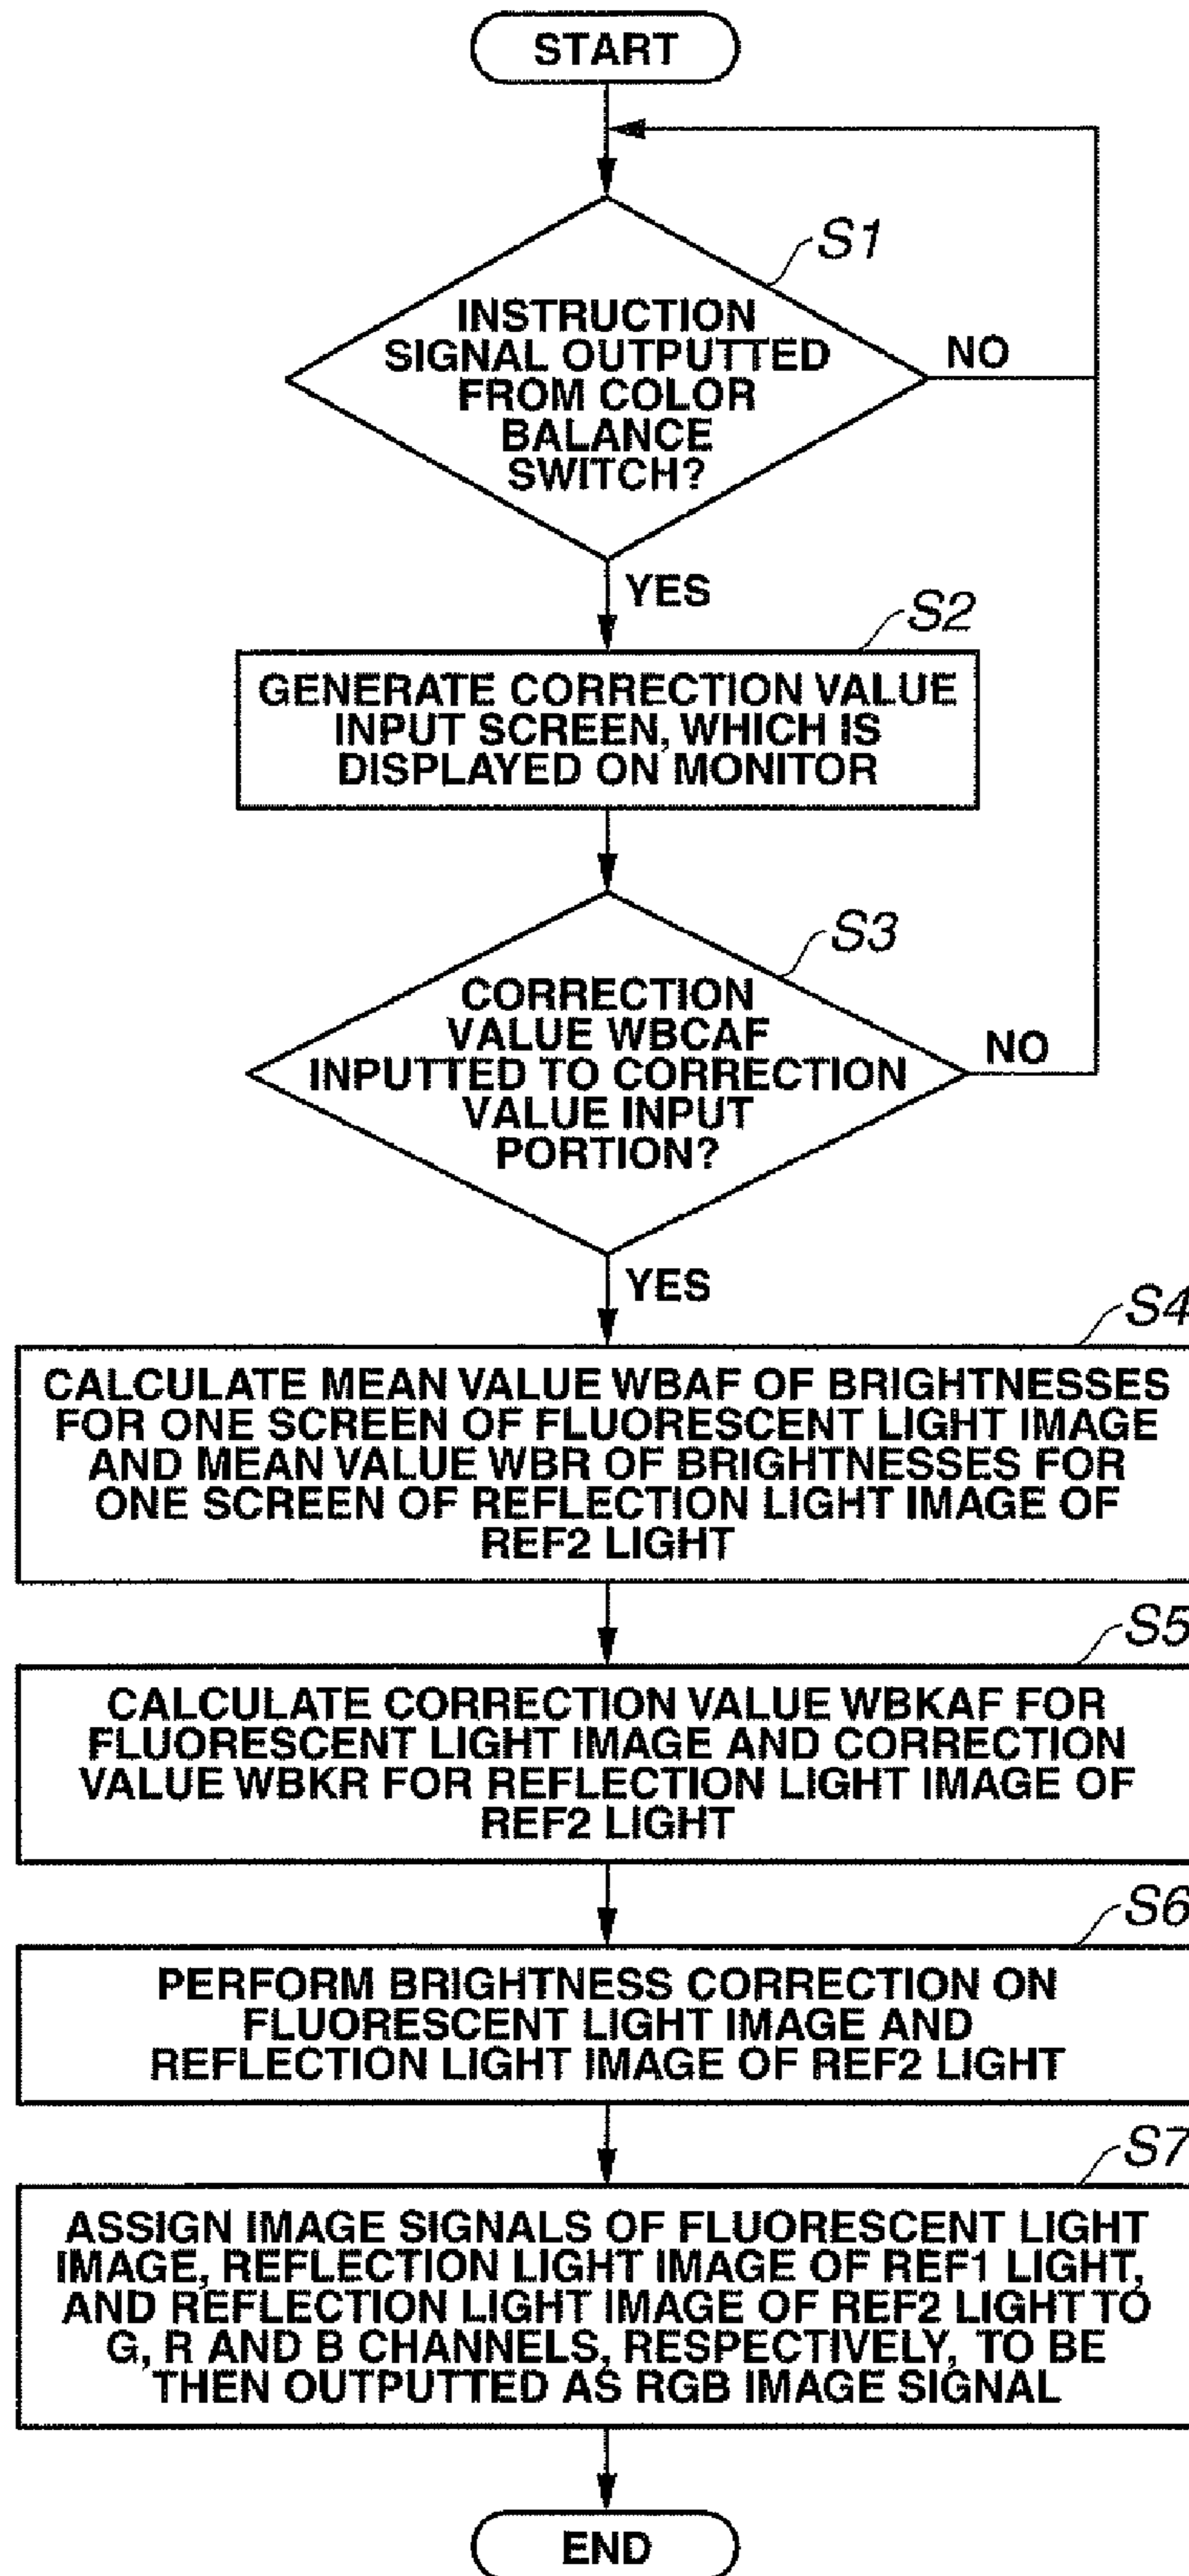 START
S1
INSTRUCTION
SIGNAL OUTPUTTED
FROM COLOR
BALANCE
SWITCH?
NO
YES
S2
GENERATE CORRECTION VALUE
INPUT SCREEN, WHICH IS
DISPLAYED ON MONITOR
S3
CORRECTION
VALUE WBCAF
INPUTTED TO CORRECTION
VALUE INPUT
PORTION?
NO
YES
S4
CALCULATE MEAN VALUE WBAF OF BRIGHTNESSES
FOR ONE SCREEN OF FLUORESCENT LIGHT IMAGE
AND MEAN VALUE WBR OF BRIGHTNESSES FOR
ONE SCREEN OF REFLECTION LIGHT IMAGE OF
REF2 LIGHT
S5
CALCULATE CORRECTION VALUE WBKAF FOR
FLUORESCENT LIGHT IMAGE AND CORRECTION
VALUE WBKR FOR REFLECTION LIGHT IMAGE OF
REF2 LIGHT
S6
PERFORM BRIGHTNESS CORRECTION ON
FLUORESCENT LIGHT IMAGE AND
REFLECTION LIGHT IMAGE OF REF2 LIGHT
S7
ASSIGN IMAGE SIGNALS OF FLUORESCENT LIGHT
IMAGE, REFLECTION LIGHT IMAGE OF REF1 LIGHT,
AND REFLECTION LIGHT IMAGE OF REF2 LIGHT TO
G, R AND B CHANNELS, RESPECTIVELY, TO BE
THEN OUTPUTTED AS RGB IMAGE SIGNAL
END